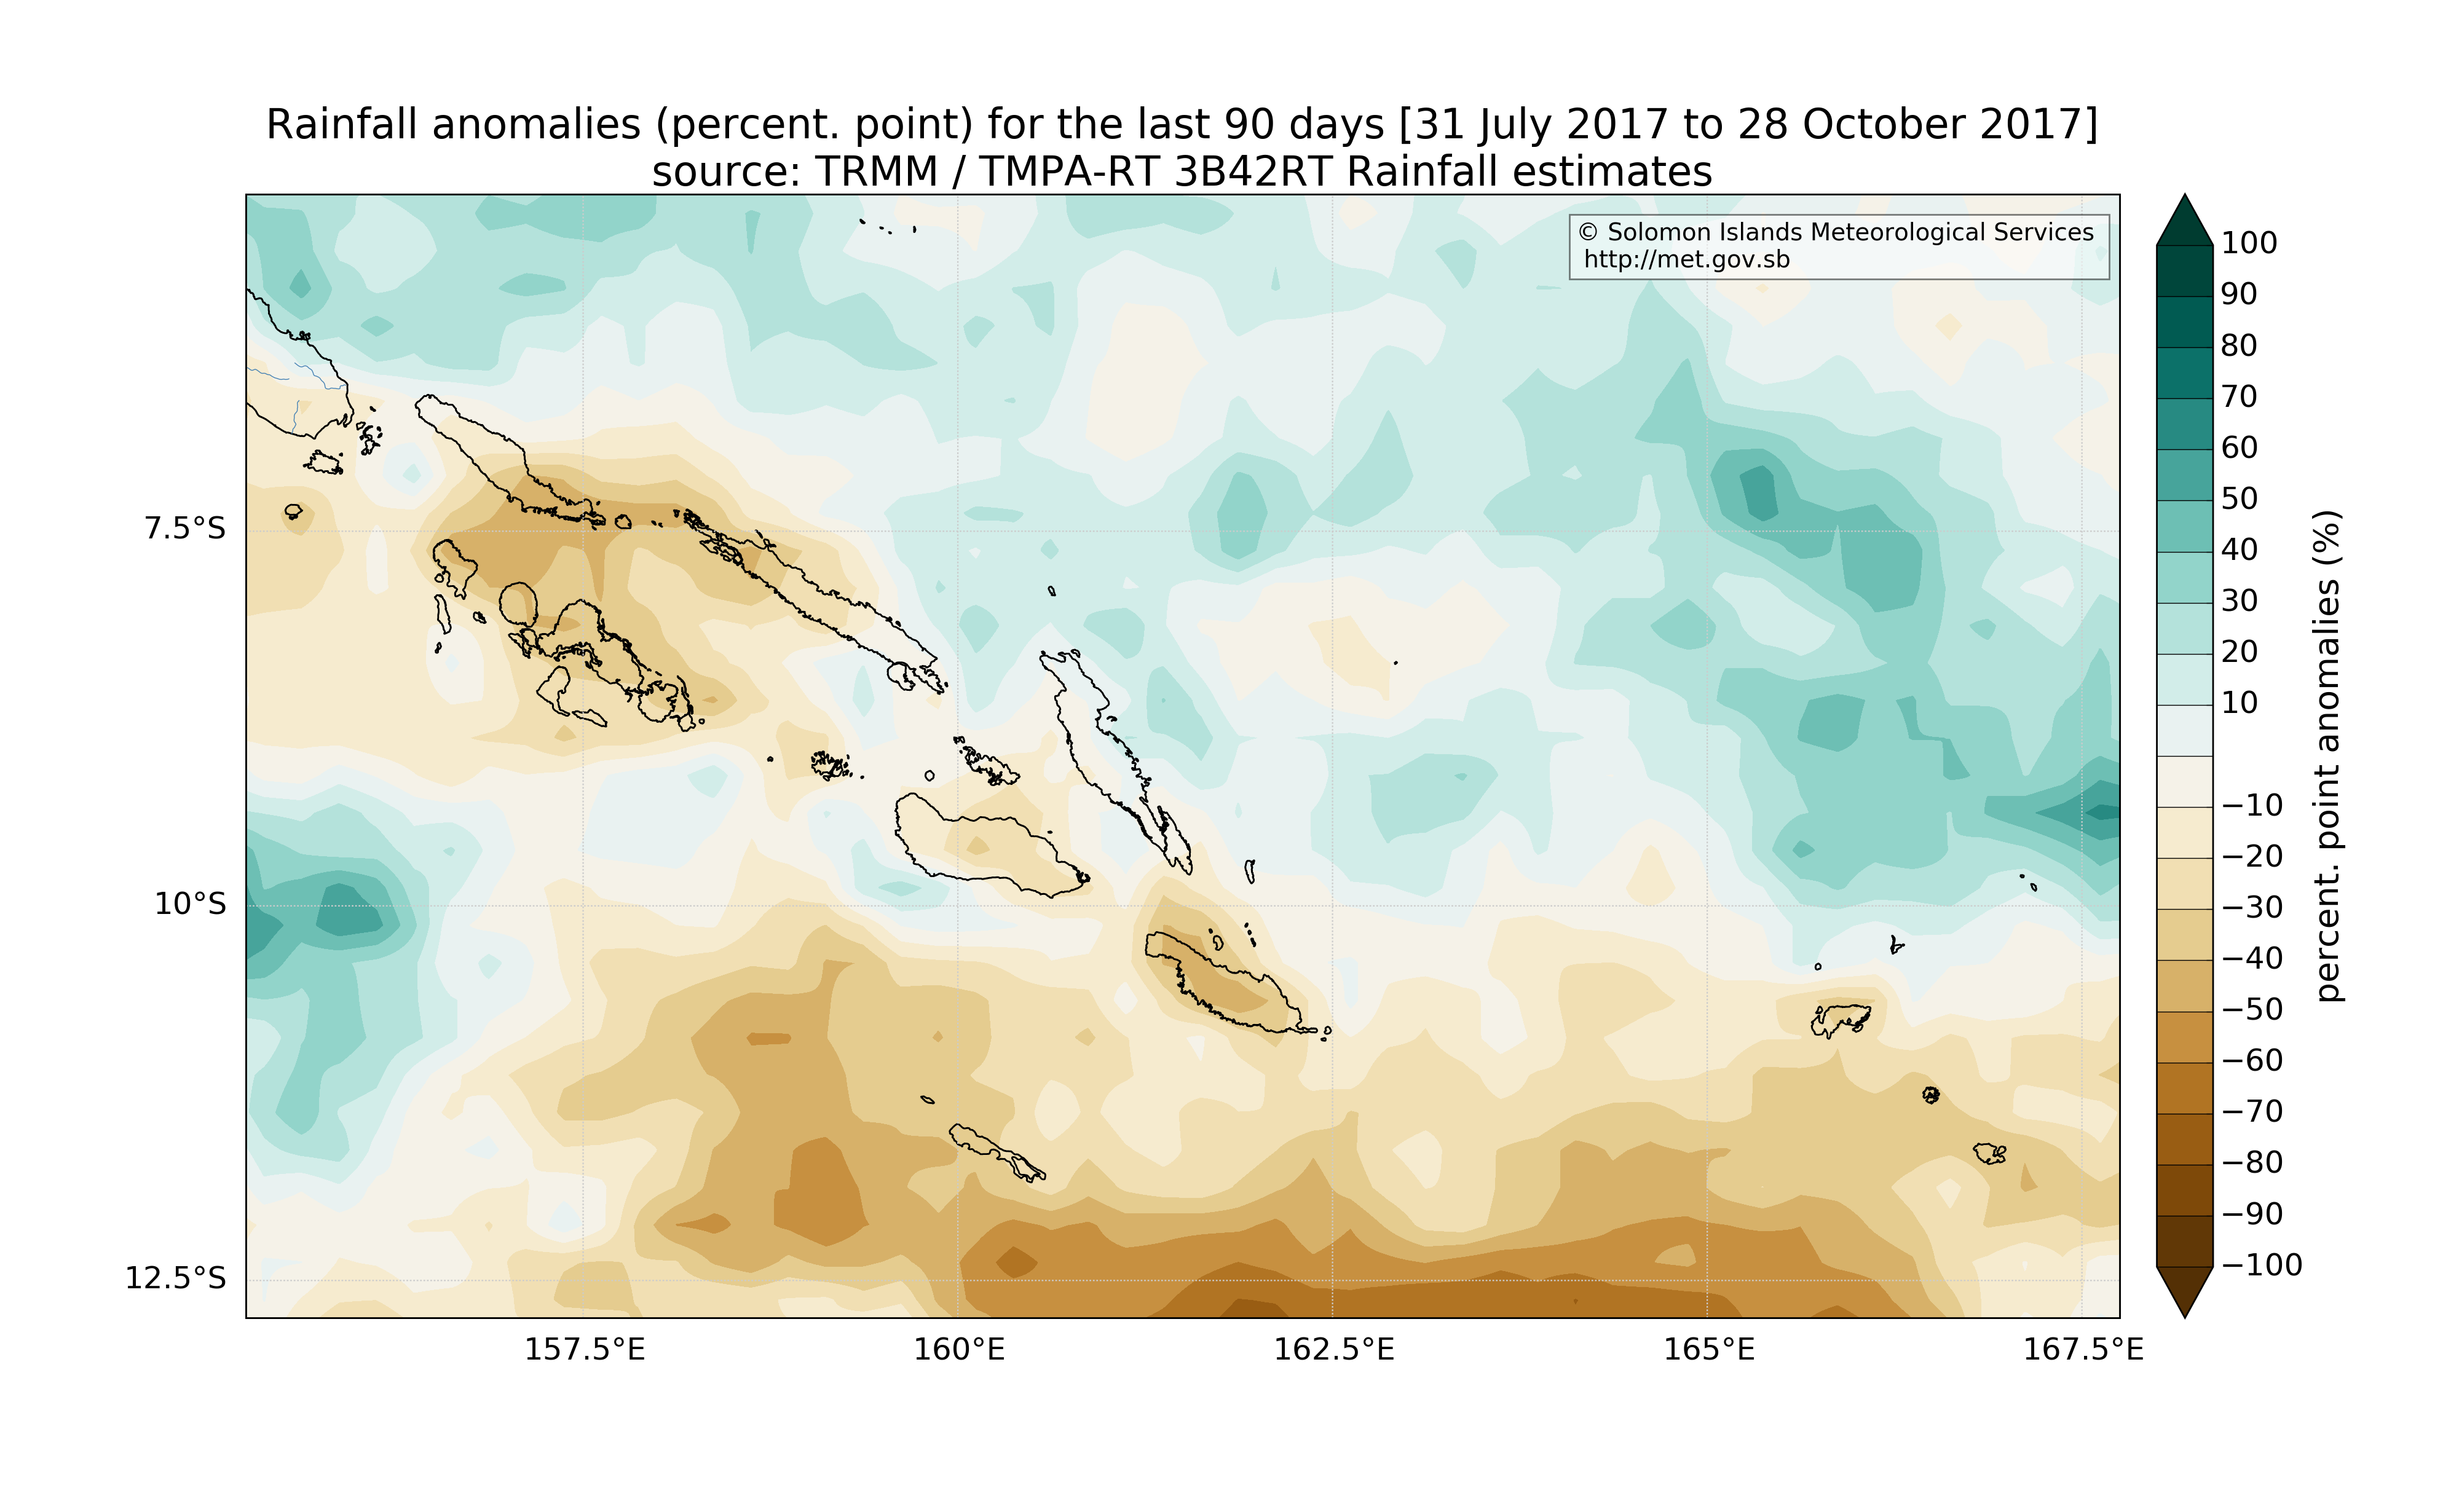 Rainfall anomalies (percent. point) for the last 90 days [31 July 2017 to 28 October 2017]
source: TRMM / TMPA-RT 3B42RT Rainfall estimates
© Solomon Islands Meteorological Services
http://met.gov.sb
7.5°S
10°S
12.5°S
157.5°E
160°E
162.5°E
165°E
167.5°E
100
90
80
70
60
50
40
30
20
10
−10
−20
−30
−40
−50
−60
−70
−80
−90
−100
percent. point anomalies (%)